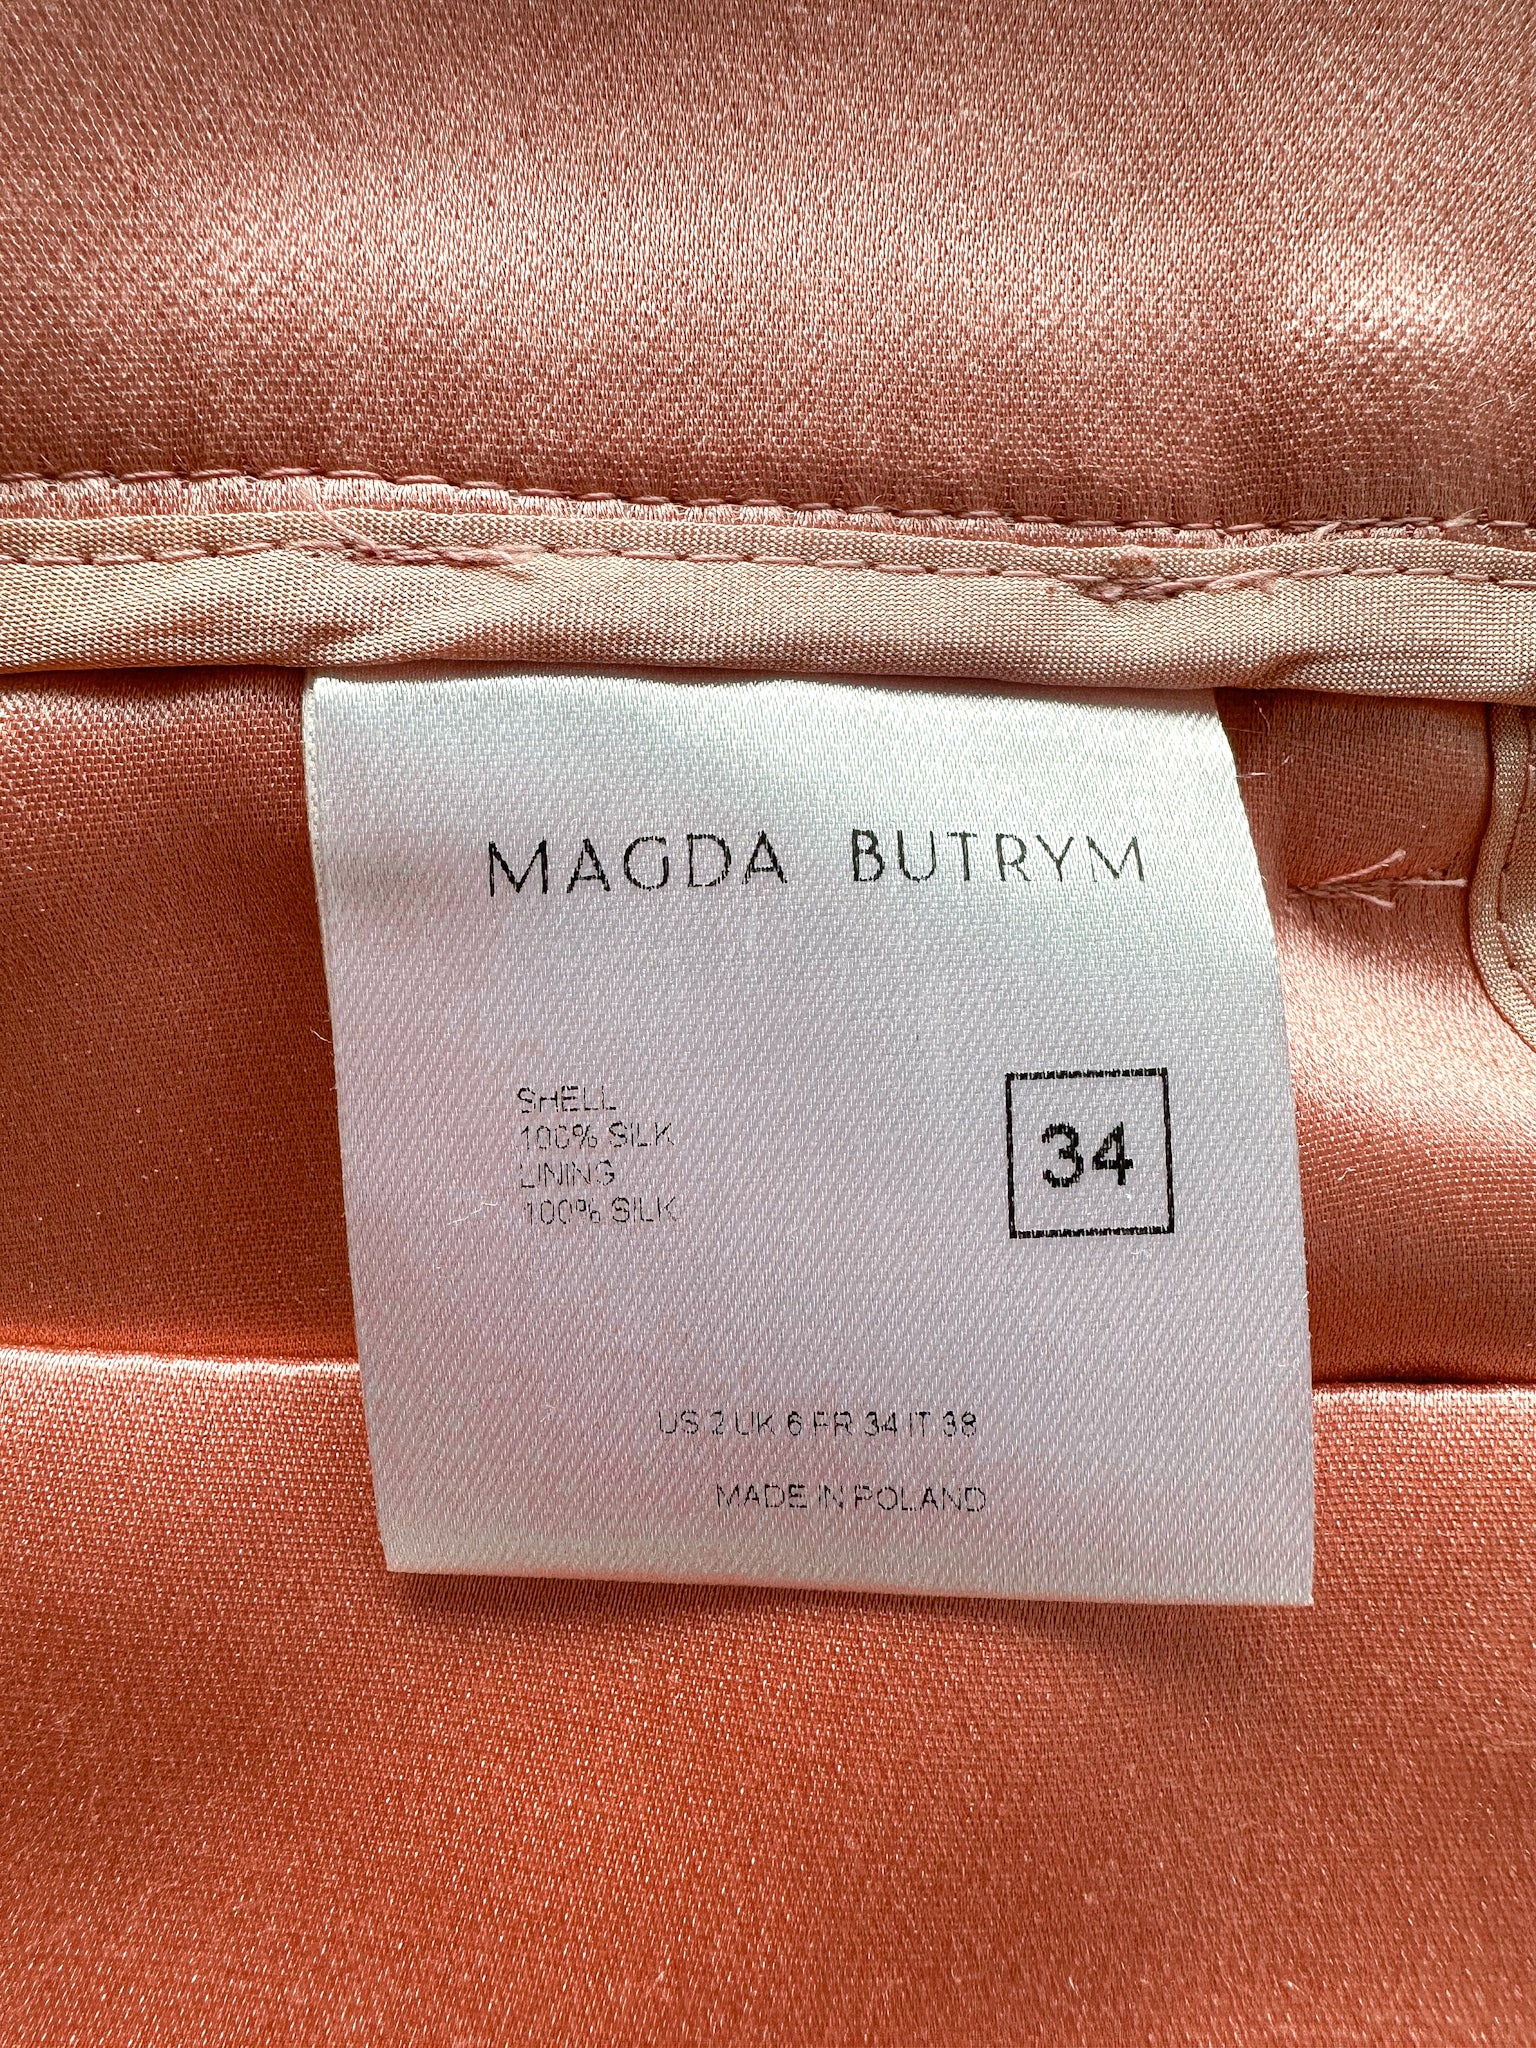 MAGDA BUTRYM
SHELL
100% SILK
LINING
100% SILK
34
US 2 UK 6 FR 34 IT 38
MADE IN POLAND